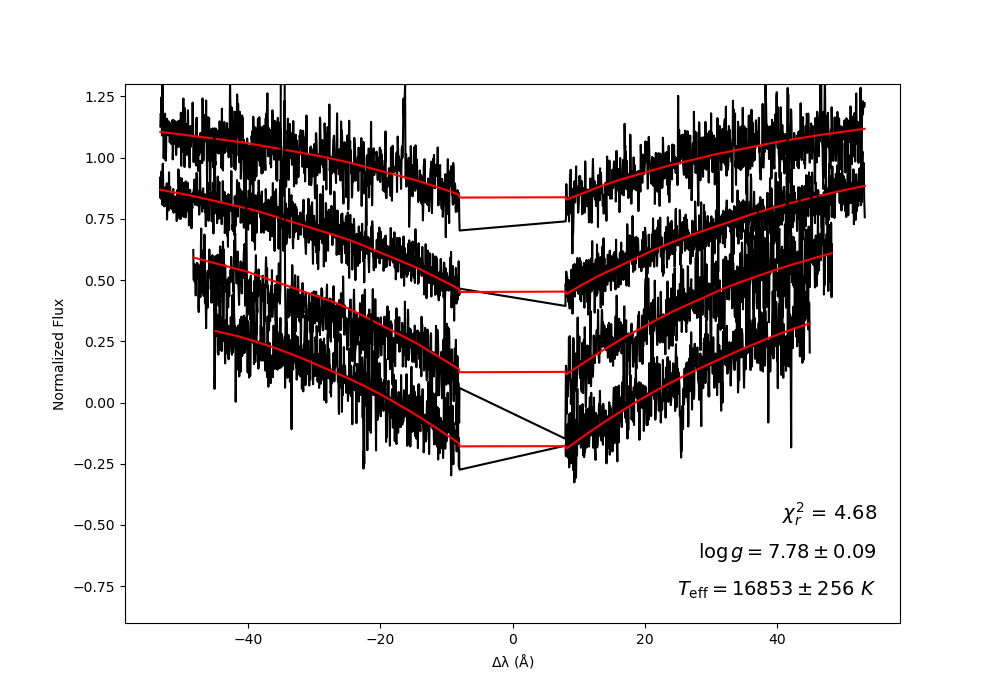 1.25
1.00
0.75
0.50
0.25
0.00
−0.25
−0.50
−0.75
Normalized Flux
χ²ᵣ = 4.68
log g = 7.78 ± 0.09
T_eff = 16853 ± 256 K
−40 −20 0 20 40
Δλ (Å)